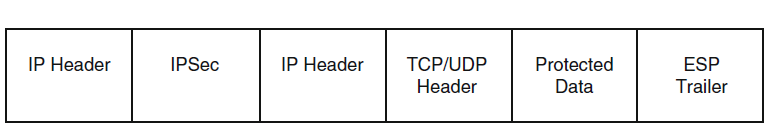 IP Header
IPSec
IP Header
TCP/UDP
Header
Protected
Data
ESP
Trailer